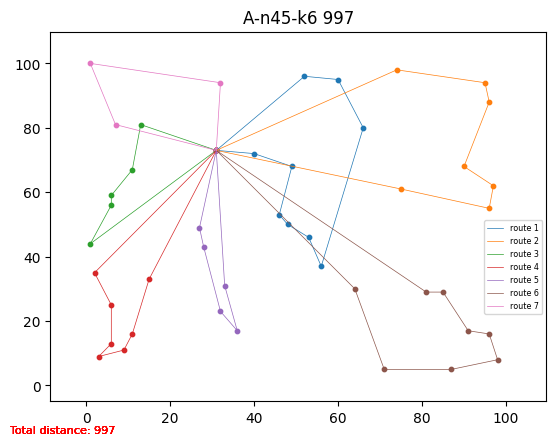 A-n45-k6 997
100
80
60
40
20
0
0 20 40 60 80 100
route 1
route 2
route 3
route 4
route 5
route 6
route 7
Total distance: 997